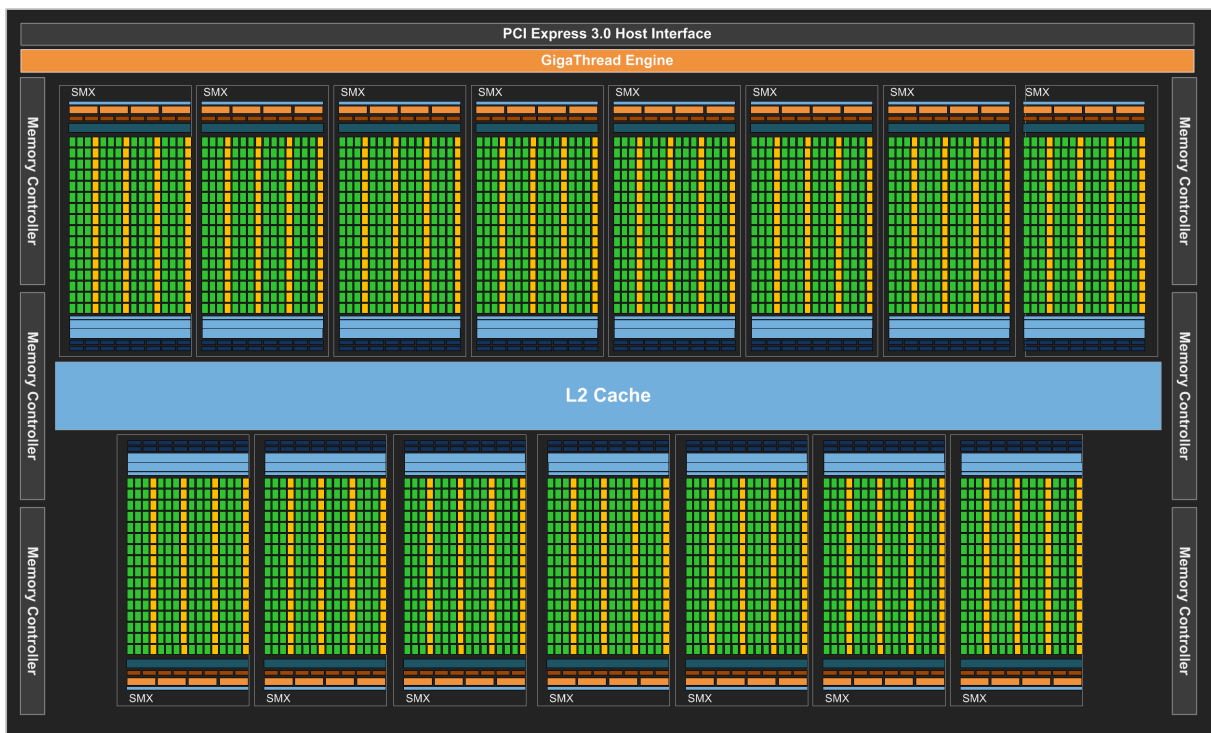 PCI Express 3.0 Host Interface
GigaThread Engine
SMX
SMX
SMX
SMX
SMX
SMX
SMX
SMX
Memory Controller
Memory Controller
Memory Controller
Memory Controller
Memory Controller
Memory Controller
L2 Cache
SMX
SMX
SMX
SMX
SMX
SMX
SMX